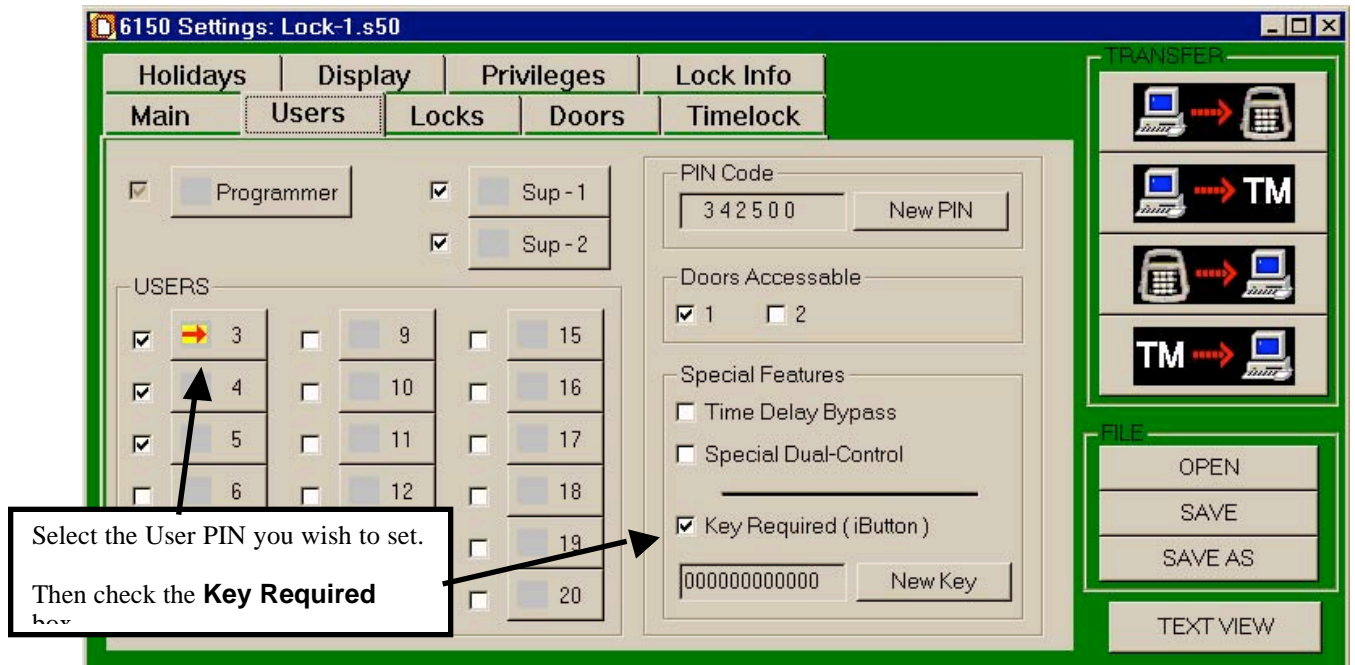 6150 Settings: Lock-1.s50
Holidays Display Privileges Lock Info
Main Users Locks Doors Timelock
Programmer
Sup - 1
Sup - 2
USERS
3 9 15
4 10 16
5 11 17
6 12 18
19
20
PIN Code
342500 New PIN
Doors Accessable
1 2
Special Features
Time Delay Bypass
Special Dual-Control
Key Required ( iButton )
000000000000 New Key
Select the User PIN you wish to set.
Then check the Key Required
box
TRANSFER
TM
TM
FILE
OPEN
SAVE
SAVE AS
TEXT VIEW